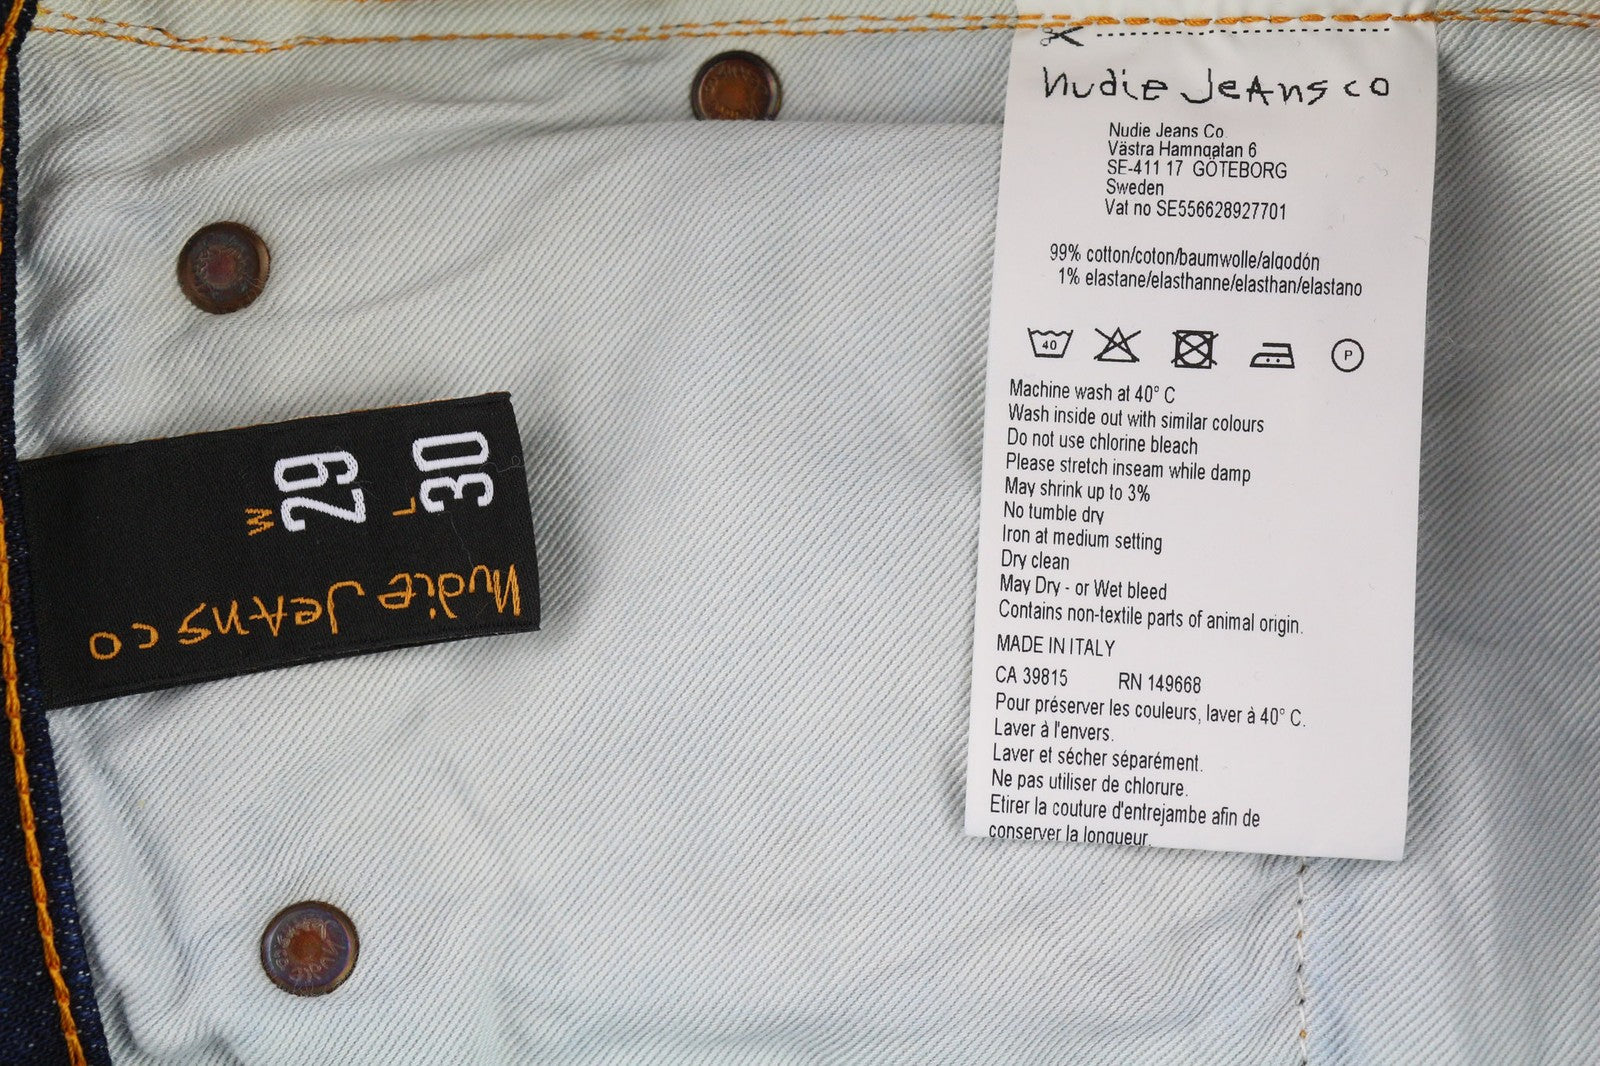 W
29
L
30
Nudie Jeans co
Nudie Jeans co
Nudie Jeans Co
Västra Hamngatan 6
SE-411 17 GÖTEBORG
Sweden
Vat no SE556628927701
99% cotton/coton/baumwolle/algodón
1% elastane/elasthanne/elasthan/elastano
40
P
Machine wash at 40° C
Wash inside out with similar colours
Do not use chlorine bleach
Please stretch inseam while damp
May shrink up to 3%
No tumble dry
Iron at medium setting
Dry clean
May Dry - or Wet bleed
Contains non-textile parts of animal origin.
MADE IN ITALY
CA 39815 RN 149668
Pour préserver les couleurs, laver à 40° C.
Laver à l'envers.
Laver et sécher séparément.
Ne pas utiliser de chlorure.
Etirer la couture d'entrejambe afin de
conserver la longueur.